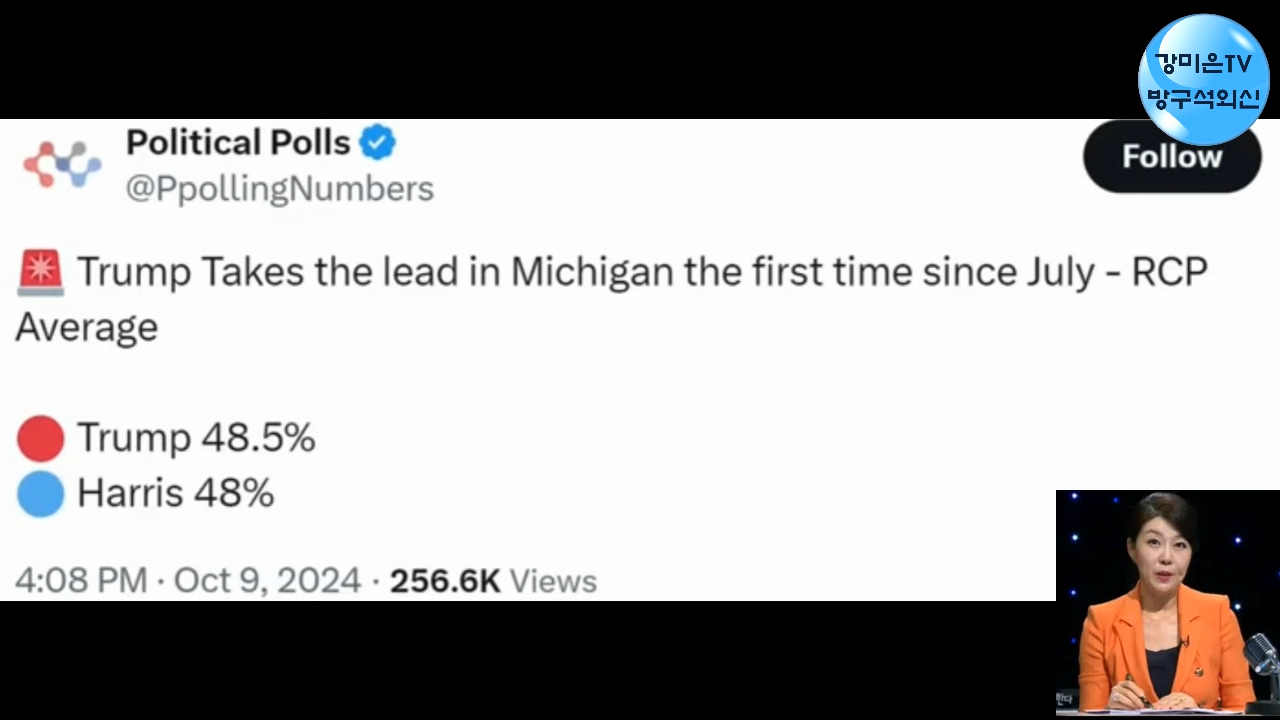 강미은TV
방구석외신
Political Polls
@PpollingNumbers
Follow
🚨 Trump Takes the lead in Michigan the first time since July - RCP
Average
🔴 Trump 48.5%
🔵 Harris 48%
4:08 PM · Oct 9, 2024 · 256.6K Views
한다